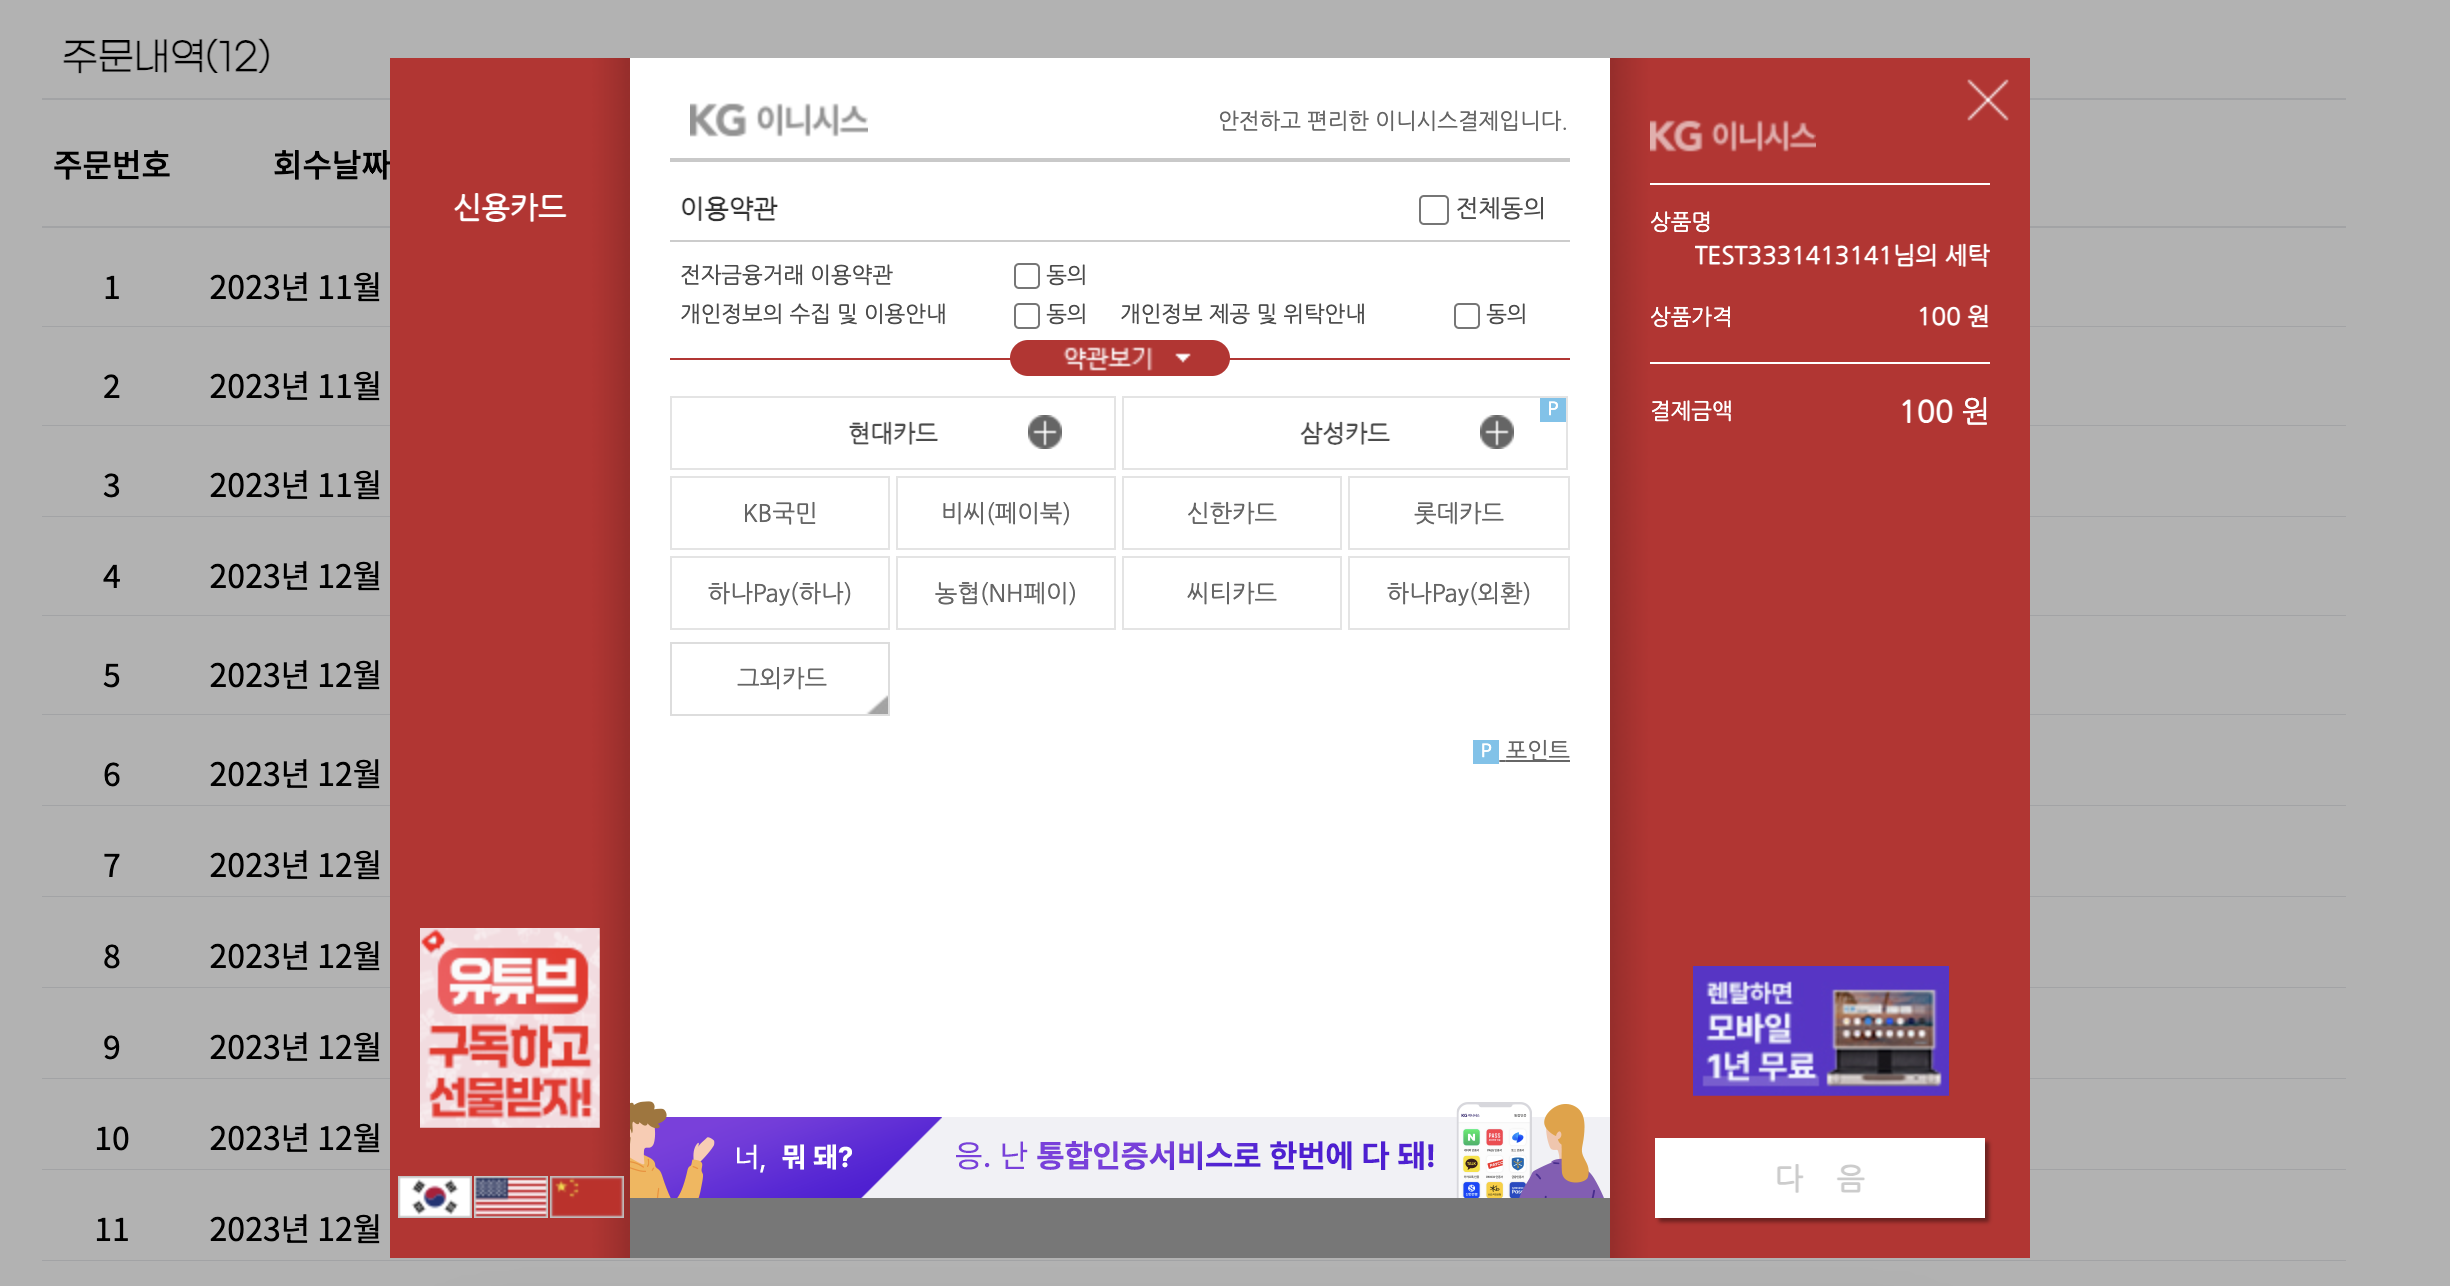 주문내역(12)
주문번호 회수날짜
1 2023년 11월
2 2023년 11월
3 2023년 11월
4 2023년 12월
5 2023년 12월
6 2023년 12월
7 2023년 12월
8 2023년 12월
9 2023년 12월
10 2023년 12월
11 2023년 12월
신용카드
유튜브
구독하고
선물받자!
KG 이니시스
안전하고 편리한 이니시스결제입니다.
이용약관
전체동의
전자금융거래 이용약관 동의
개인정보의 수집 및 이용안내 동의 개인정보 제공 및 위탁안내 동의
약관보기
현대카드 삼성카드 P
KB국민 비씨(페이북) 신한카드 롯데카드
하나Pay(하나) 농협(NH페이) 씨티카드 하나Pay(외환)
그외카드
P 포인트
너, 뭐 돼?
응. 난 통합인증서비스로 한번에 다 돼!
KG 이니시스
상품명
TEST3331413141님의 세탁
상품가격 100 원
결제금액 100 원
렌탈하면
모바일
1년 무료
다 음